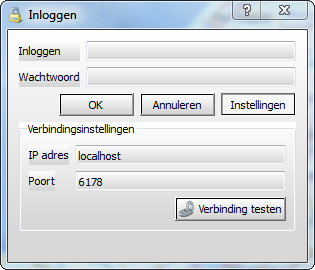 Inloggen
Inloggen
Wachtwoord
OK Annuleren Instellingen
Verbindingsinstellingen
IP adres localhost
Poort 6178
Verbinding testen